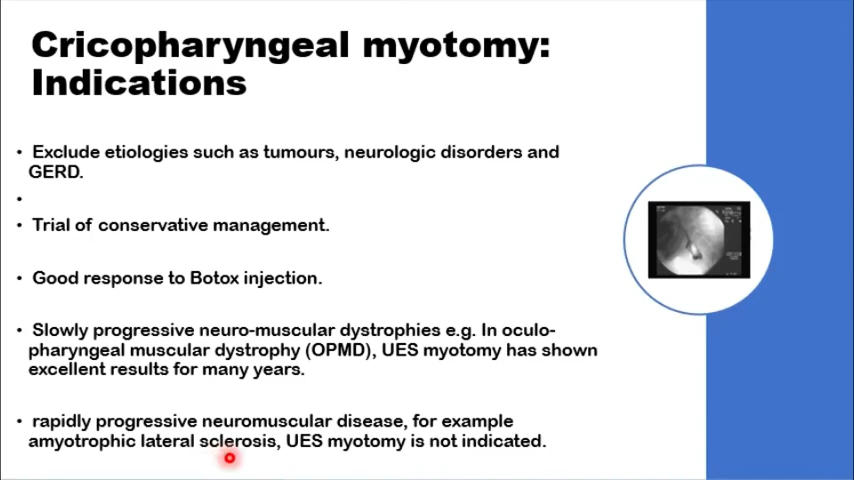 Cricopharyngeal myotomy:
Indications
• Exclude etiologies such as tumours, neurologic disorders and
GERD.
•
• Trial of conservative management.
• Good response to Botox injection.
• Slowly progressive neuro-muscular dystrophies e.g. In oculo-
pharyngeal muscular dystrophy (OPMD), UES myotomy has shown
excellent results for many years.
• rapidly progressive neuromuscular disease, for example
amyotrophic lateral sclerosis, UES myotomy is not indicated.